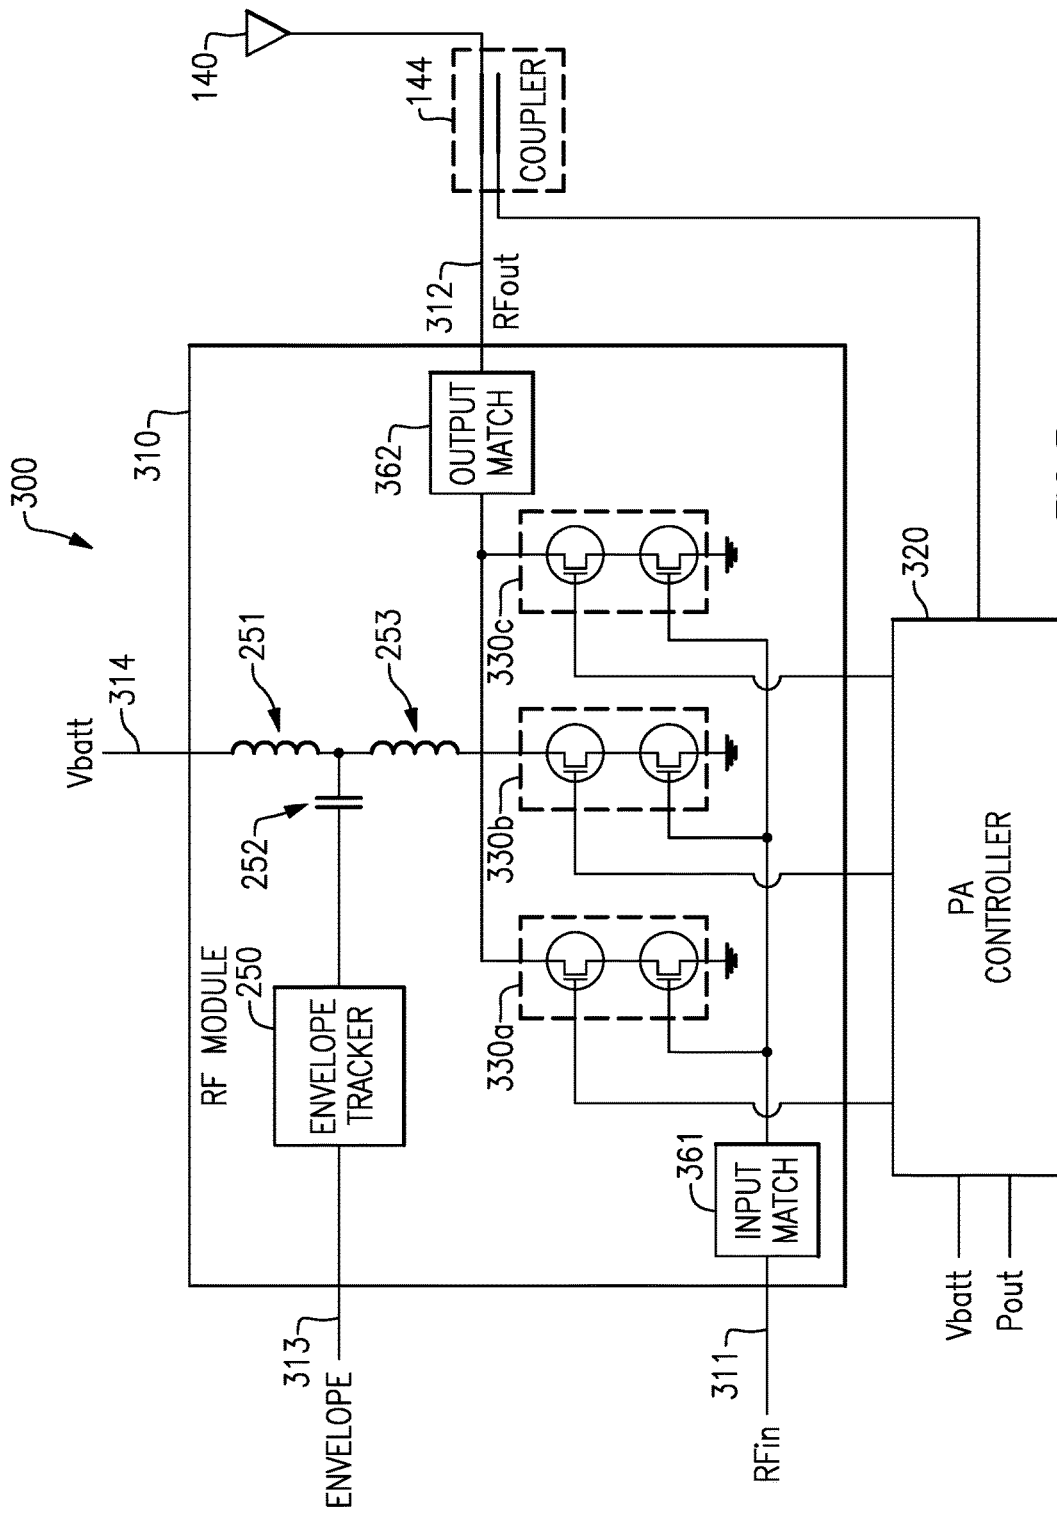 300
310
Vbatt
314
251
253
252
RF MODULE
250
ENVELOPE
TRACKER
313
ENVELOPE
330a
330b
330c
362
OUTPUT
MATCH
312
RFout
144
COUPLER
140
361
INPUT
MATCH
311
RFin
320
PA
CONTROLLER
Vbatt
Pout